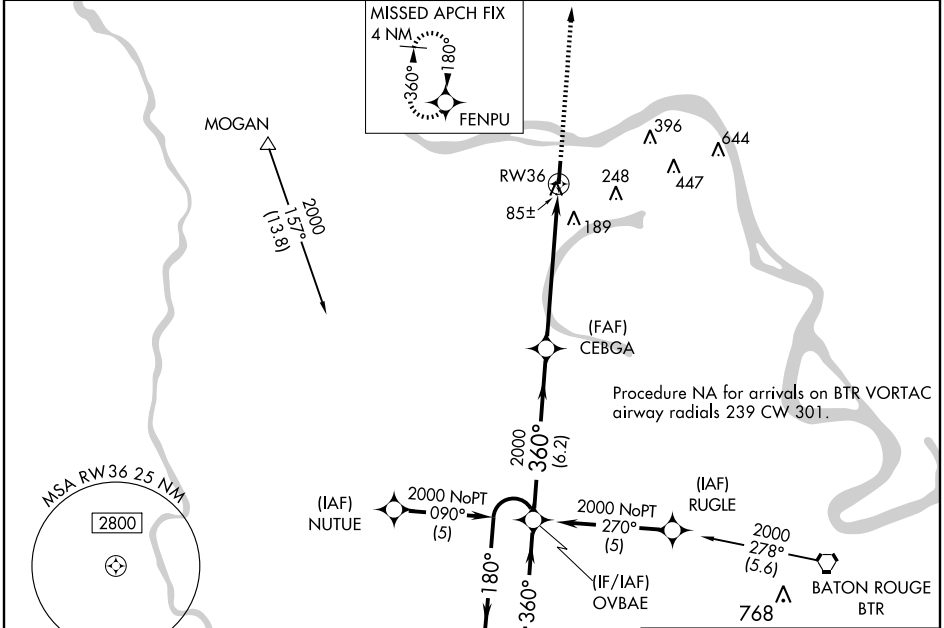 MISSED APCH FIX
4 NM
360°
180°
FENPU
MOGAN
2000
157°
(13.8)
396
644
RW36
248
447
85±
189
(FAF)
CEBGA
Procedure NA for arrivals on BTR VORTAC
airway radials 239 CW 301.
2000
360°
(6.2)
MSA RW36 25 NM
2800
(IAF)
NUTUE
2000 NoPT
090°
(5)
2000 NoPT
270°
(5)
(IAF)
RUGLE
2000
278°
(5.6)
180°
360°
(IF/IAF)
OVBAE
BATON ROUGE
BTR
768